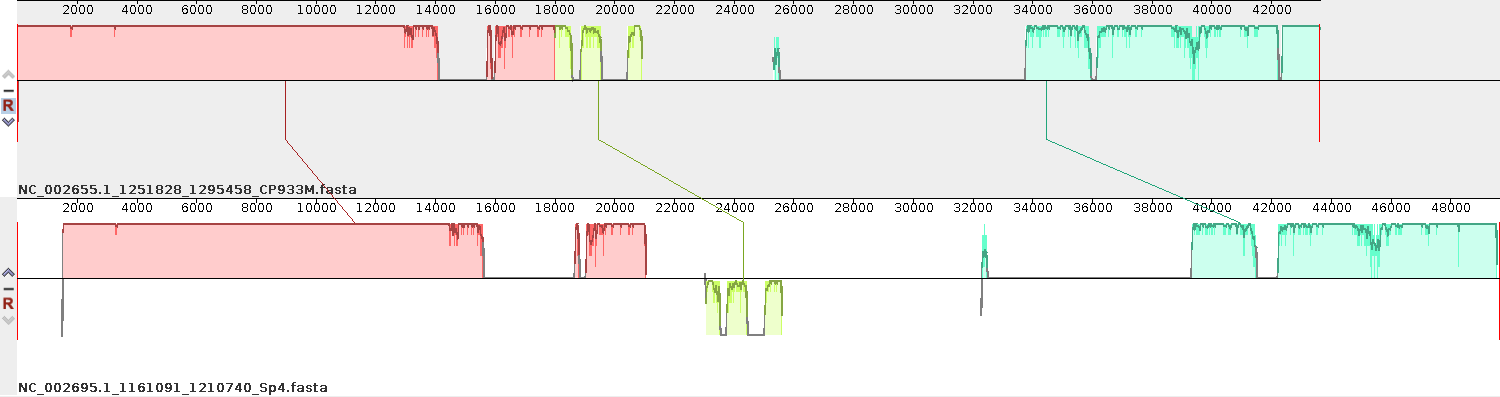 2000 4000 6000 8000 10000 12000 14000 16000 18000 20000 22000 24000 26000 28000 30000 32000 34000 36000 38000 40000 42000
R
NC_002655.1_1251828_1295458_CP933M.fasta
2000 4000 6000 8000 10000 12000 14000 16000 18000 20000 22000 24000 26000 28000 30000 32000 34000 36000 38000 40000 42000 44000 46000 48000
R
NC_002695.1_1161091_1210740_Sp4.fasta